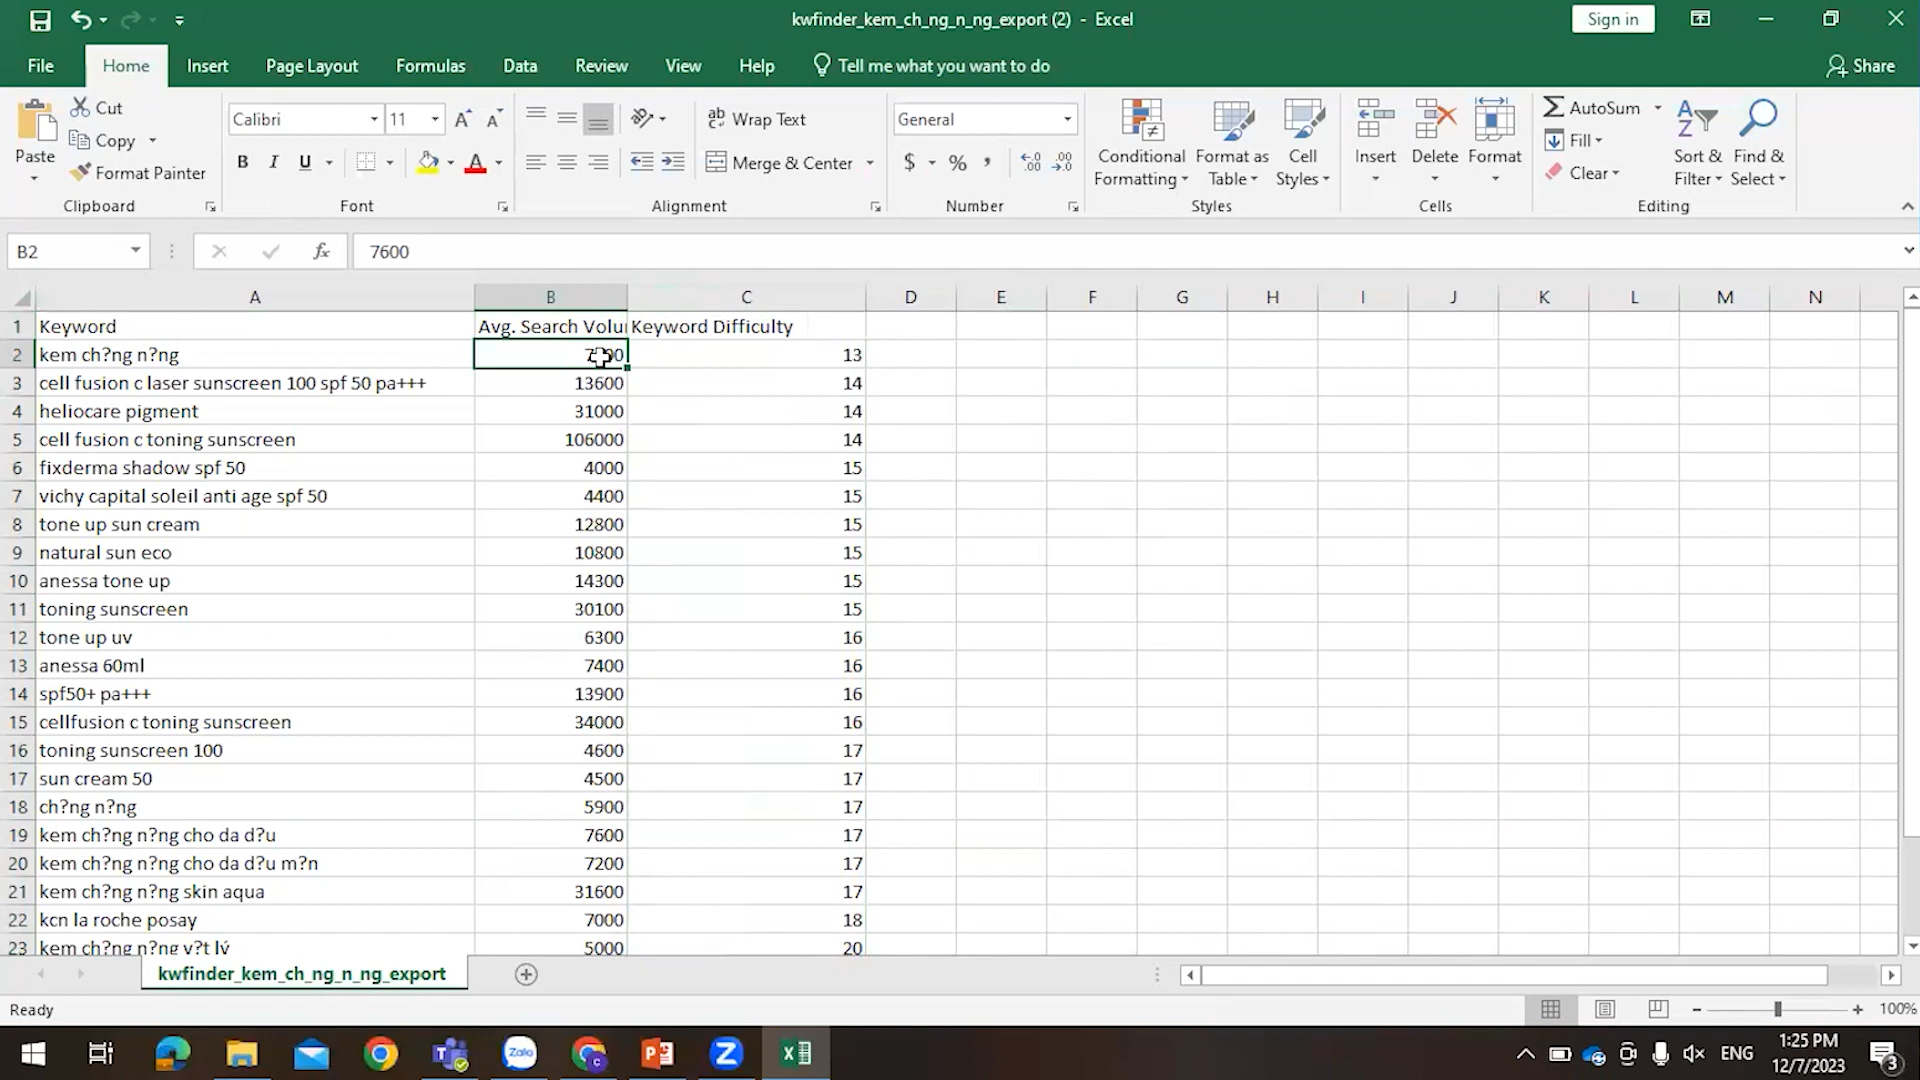 kwfinder_kem_ch_ng_n_ng_export (2) - Excel
Sign in
File Home Insert Page Layout Formulas Data Review View Help Tell me what you want to do Share
Paste
Cut
Copy
Format Painter
Clipboard
Calibri 11
B I U
Font
Wrap Text
Merge & Center
Alignment
General
$ % ,
Number
Conditional Formatting
Format as Table
Cell Styles
Styles
Insert Delete Format
Cells
AutoSum
Fill
Clear
Sort & Filter
Find & Select
Editing
B2 fx 7600
A B C D E F G H I J K L M N
1 Keyword Avg. Search Volu Keyword Difficulty
2 kem ch?ng n?ng 13
3 cell fusion c laser sunscreen 100 spf 50 pa+++ 13600 14
4 heliocare pigment 31000 14
5 cell fusion c toning sunscreen 106000 14
6 fixderma shadow spf 50 4000 15
7 vichy capital soleil anti age spf 50 4400 15
8 tone up sun cream 12800 15
9 natural sun eco 10800 15
10 anessa tone up 14300 15
11 toning sunscreen 30100 15
12 tone up uv 6300 16
13 anessa 60ml 7400 16
14 spf50+ pa+++ 13900 16
15 cellfusion c toning sunscreen 34000 16
16 toning sunscreen 100 4600 17
17 sun cream 50 4500 17
18 ch?ng n?ng 5900 17
19 kem ch?ng n?ng cho da d?u 7600 17
20 kem ch?ng n?ng cho da d?u m?n 7200 17
21 kem ch?ng n?ng skin aqua 31600 17
22 kcn la roche posay 7000 18
23 kem ch?ng n?ng v?t lý 5000 20
kwfinder_kem_ch_ng_n_ng_export
Ready 100%
Zalo
ENG
1:25 PM
12/7/2023
3